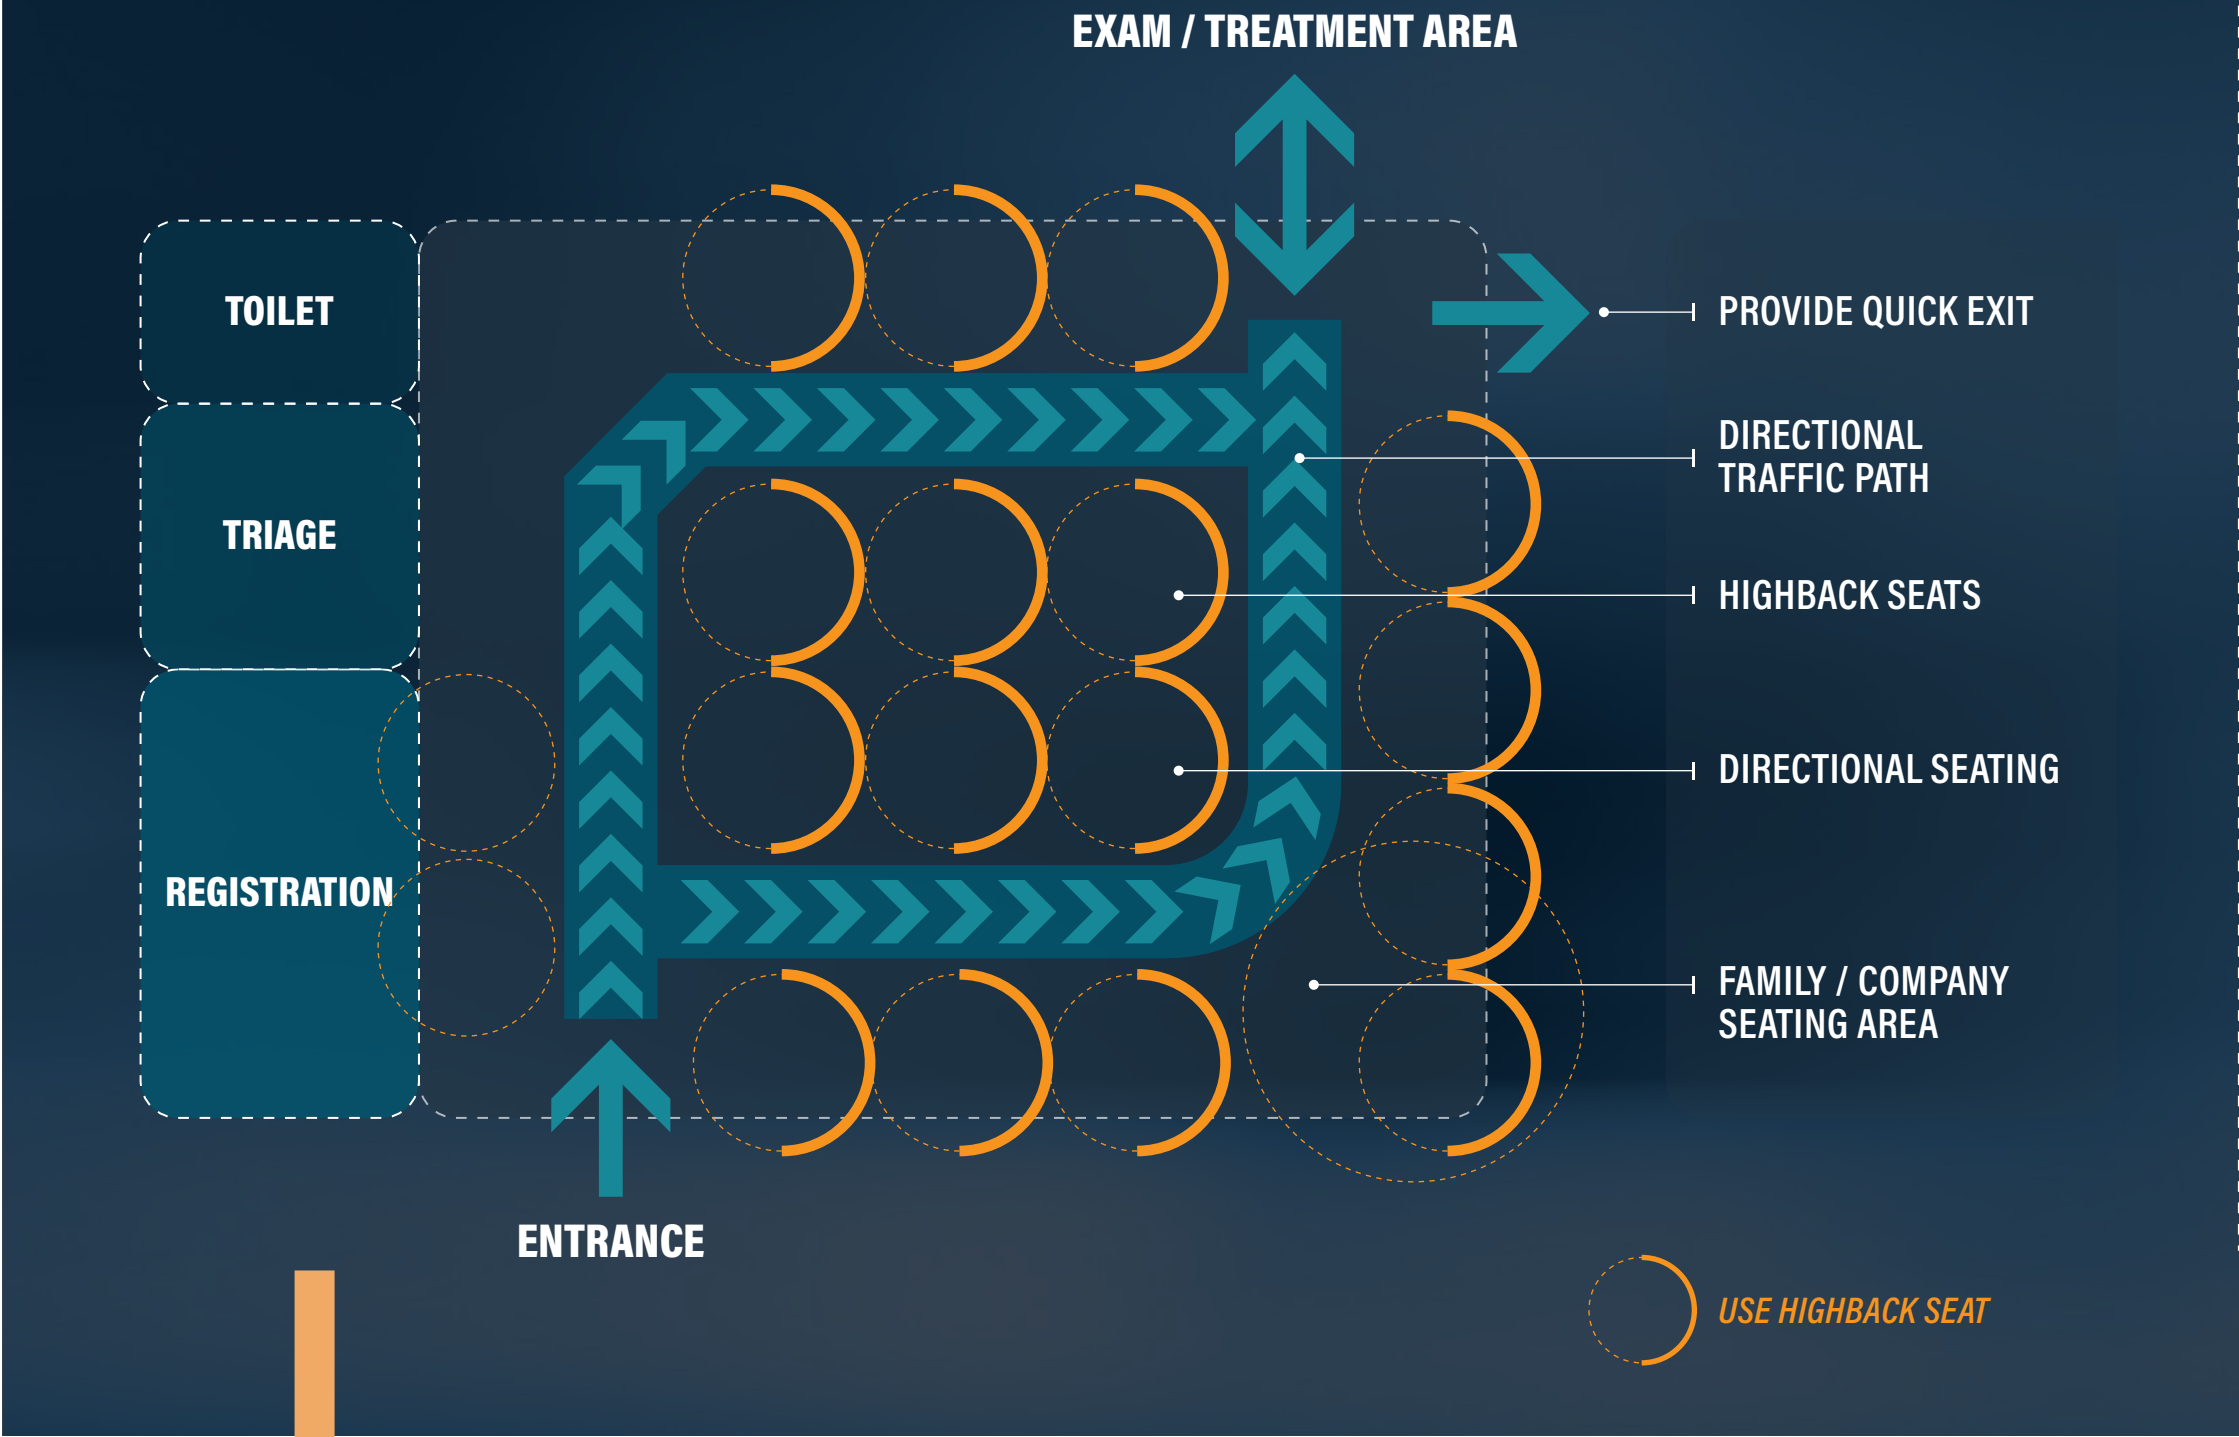 EXAM / TREATMENT AREA
TOILET
TRIAGE
REGISTRATION
ENTRANCE
PROVIDE QUICK EXIT
DIRECTIONAL
TRAFFIC PATH
HIGHBACK SEATS
DIRECTIONAL SEATING
FAMILY / COMPANY
SEATING AREA
USE HIGHBACK SEAT